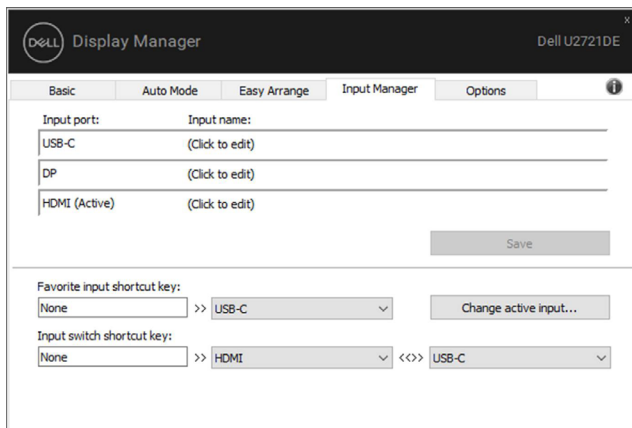 x
DELL Display Manager Dell U2721DE
Basic Auto Mode Easy Arrange Input Manager Options i
Input port: Input name:
USB-C (Click to edit)
DP (Click to edit)
HDMI (Active) (Click to edit)
Save
Favorite input shortcut key:
None >> USB-C Change active input...
Input switch shortcut key:
None >> HDMI <<>> USB-C